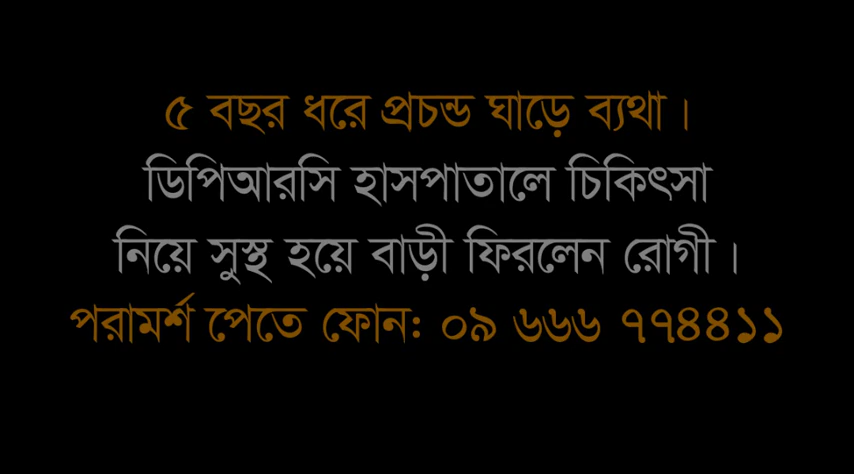 ৫ বছর ধরে প্রচন্ড ঘাড়ে ব্যথা।
ডিপিআরসি হাসপাতালে চিকিৎসা
নিয়ে সুস্থ হয়ে বাড়ী ফিরলেন রোগী।
পরামর্শ পেতে ফোন: ০৯ ৬৬৬ ৭৭৪৪১১